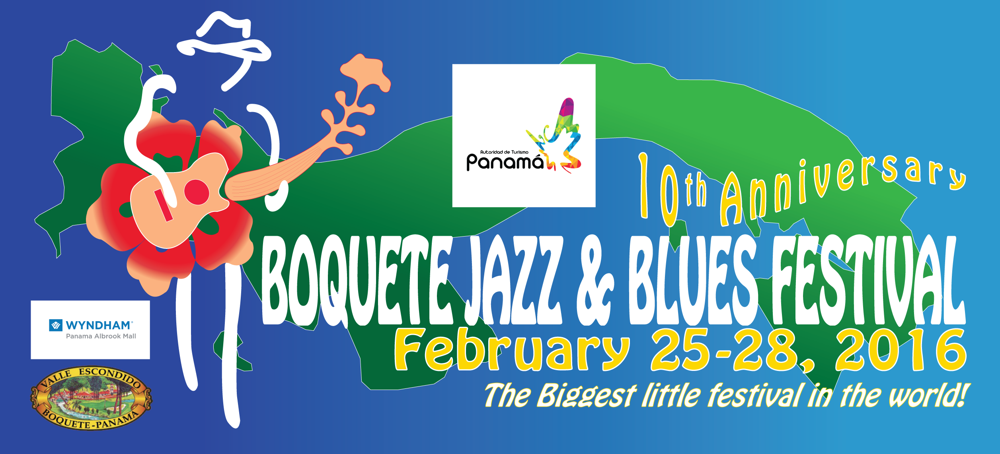 Autoridad de Turismo
Panamá
10th Anniversary
BOQUETE JAZZ & BLUES FESTIVAL
February 25-28, 2016
The Biggest little festival in the world!
WYNDHAM®
Panama Albrook Mall
VALLE ESCONDIDO
BOQUETE-PANAMA